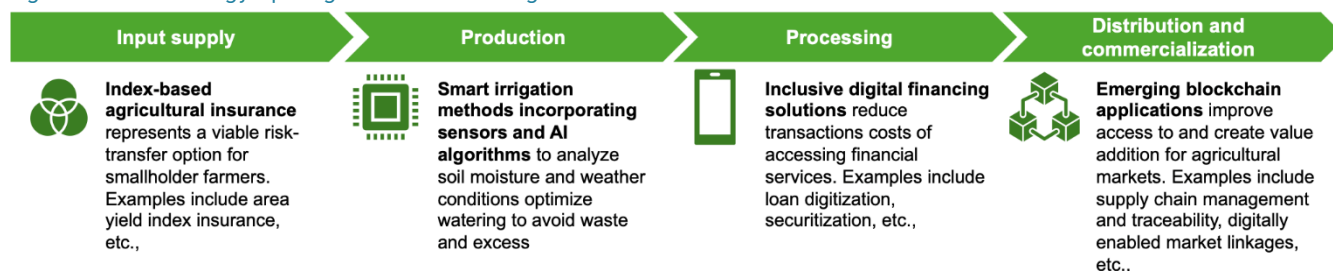 Input supply
Production
Processing
Distribution and
commercialization
Index-based
agricultural insurance
represents a viable risk-
transfer option for
smallholder farmers.
Examples include area
yield index insurance,
etc.,
Smart irrigation
methods incorporating
sensors and AI
algorithms to analyze
soil moisture and weather
conditions optimize
watering to avoid waste
and excess
Inclusive digital financing
solutions reduce
transactions costs of
accessing financial
services. Examples include
loan digitization,
securitization, etc.,
Emerging blockchain
applications improve
access to and create value
addition for agricultural
markets. Examples include
supply chain management
and traceability, digitally
enabled market linkages,
etc..